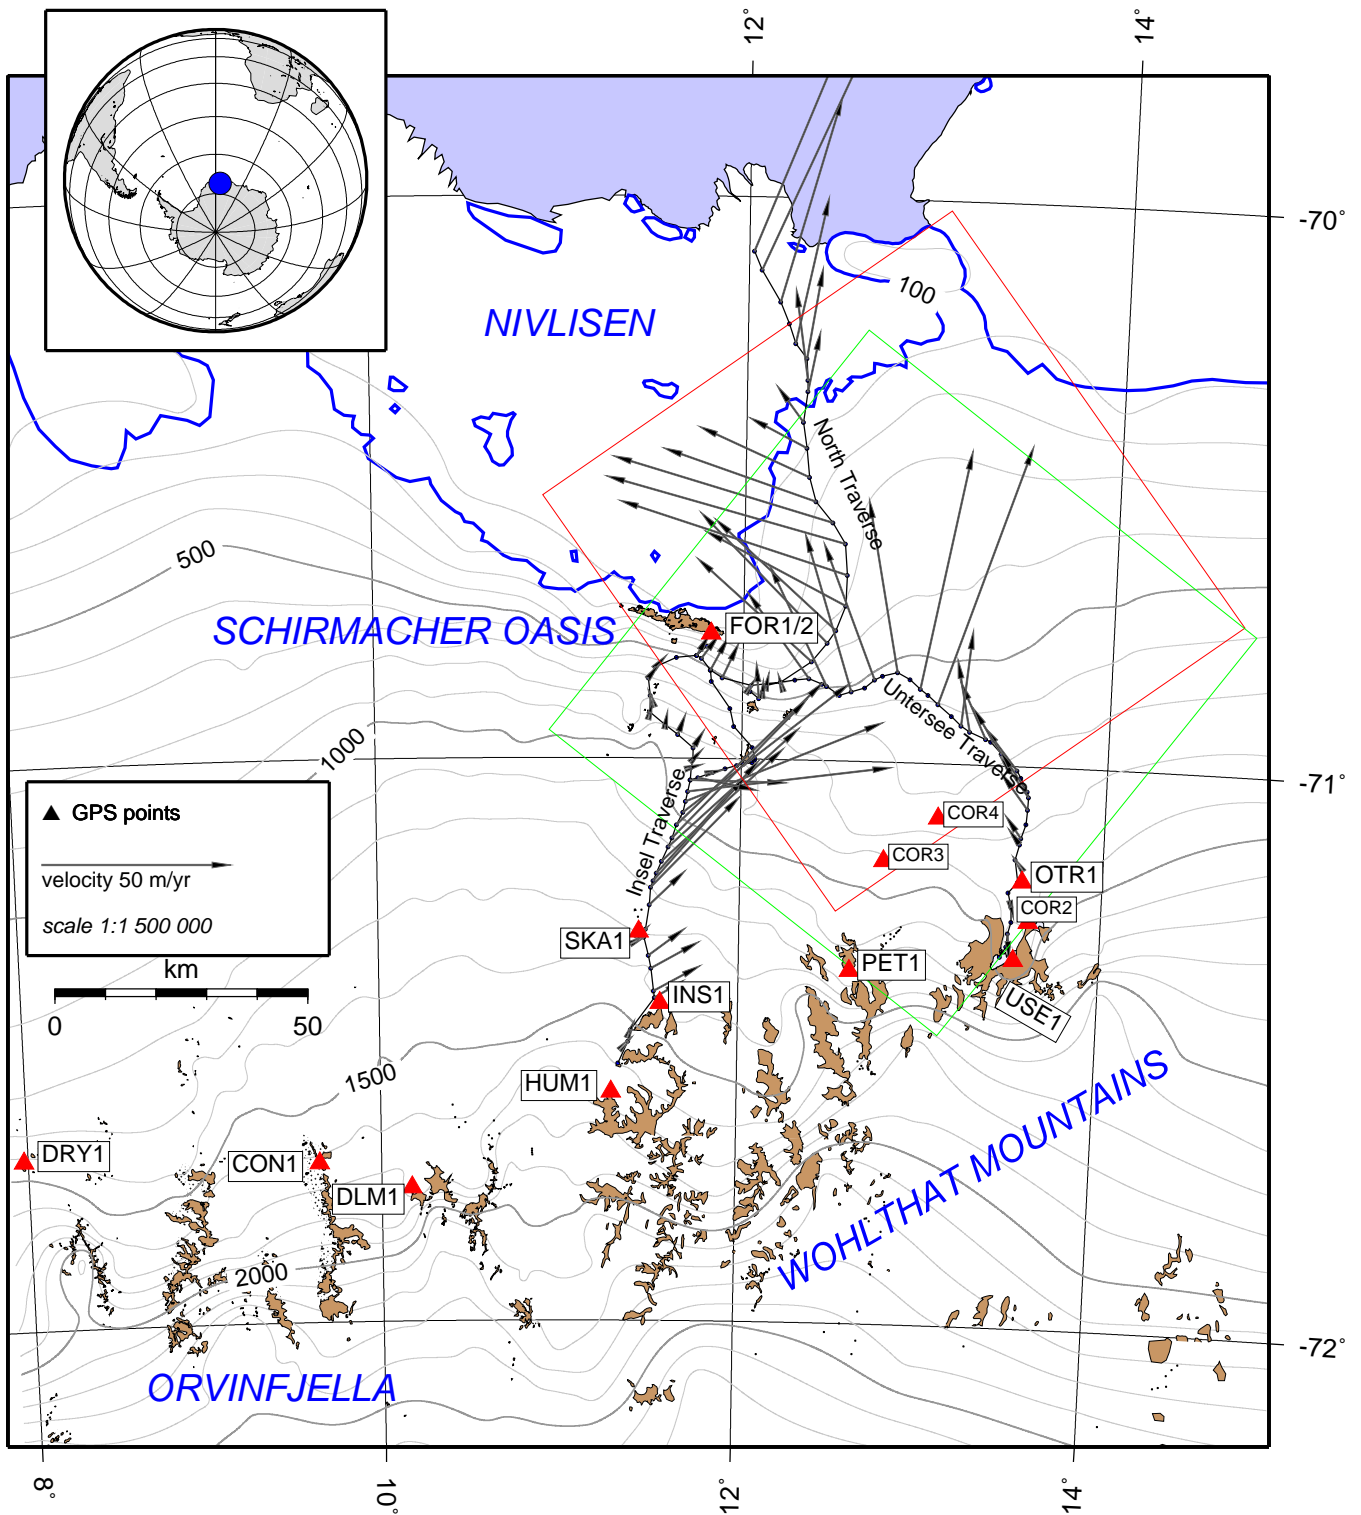 12°
14°
-70°
100
NIVLISEN
North Traverse
500
SCHIRMACHER OASIS
FOR1/2
Untersee Traverse
1000
-71°
GPS points
velocity 50 m/yr
scale 1:1 500 000
Insel Traverse
COR4
COR3
OTR1
COR2
SKA1
PET1
km
0
50
INS1
USE1
1500
HUM1
WOHLTHAT MOUNTAINS
DRY1
CON1
DLM1
2000
-72°
ORVINFJELLA
8°
10°
12°
14°